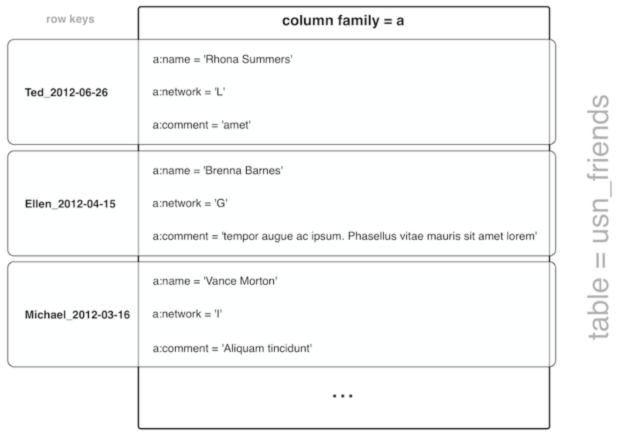 row keys
column family = a
Ted_2012-06-26
a:name = 'Rhona Summers'
a:network = 'L'
a:comment = 'amet'
Ellen_2012-04-15
a:name = 'Brenna Barnes'
a:network = 'G'
a:comment = 'tempor augue ac ipsum. Phasellus vitae mauris sit amet lorem'
Michael_2012-03-16
a:name = 'Vance Morton'
a:network = 'I'
a:comment = 'Aliquam tincidunt'
...
table = usn_friends